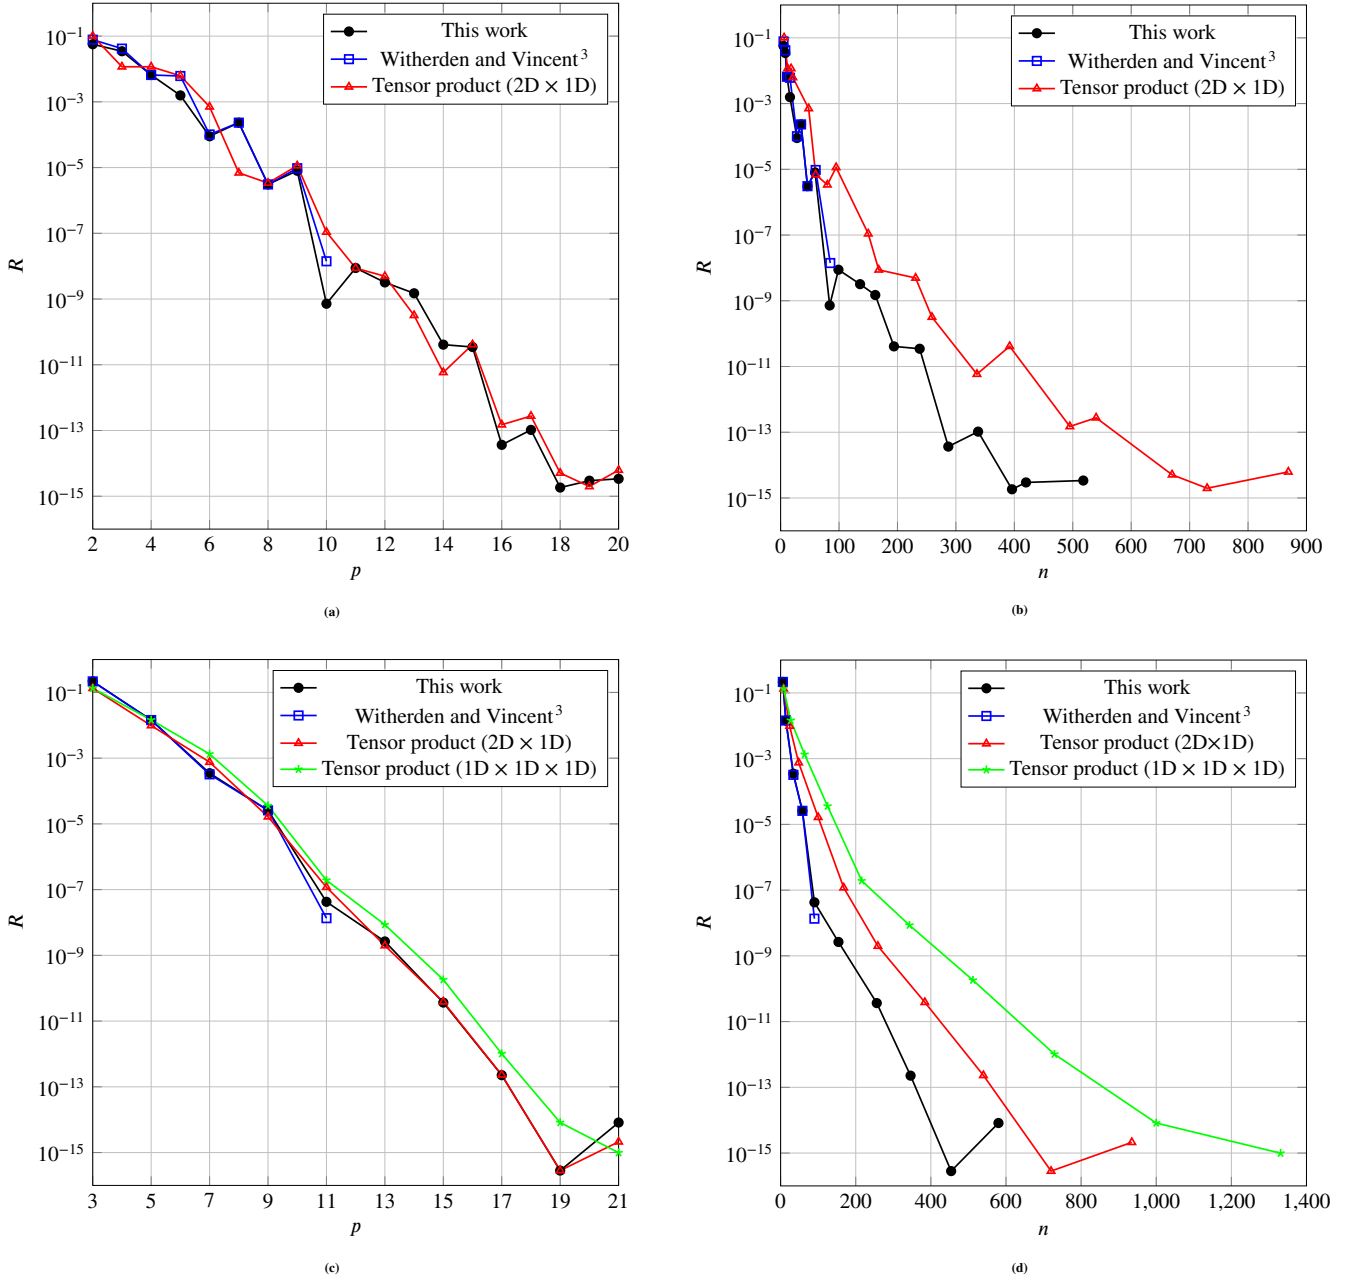 This work
Witherden and Vincent 3
Tensor product (2D × 1D)
10−1
10−3
10−5
10−7
10−9
10−11
10−13
10−15
R
2 4 6 8 10 12 14 16 18 20
p
(a)
This work
Witherden and Vincent 3
Tensor product (2D × 1D)
10−1
10−3
10−5
10−7
10−9
10−11
10−13
10−15
R
0 100 200 300 400 500 600 700 800 900
n
(b)
This work
Witherden and Vincent 3
Tensor product (2D × 1D)
Tensor product (1D × 1D × 1D)
10−1
10−3
10−5
10−7
10−9
10−11
10−13
10−15
R
3 5 7 9 11 13 15 17 19 21
p
(c)
This work
Witherden and Vincent 3
Tensor product (2D×1D)
Tensor product (1D × 1D × 1D)
10−1
10−3
10−5
10−7
10−9
10−11
10−13
10−15
R
0 200 400 600 800 1,000 1,200 1,400
n
(d)